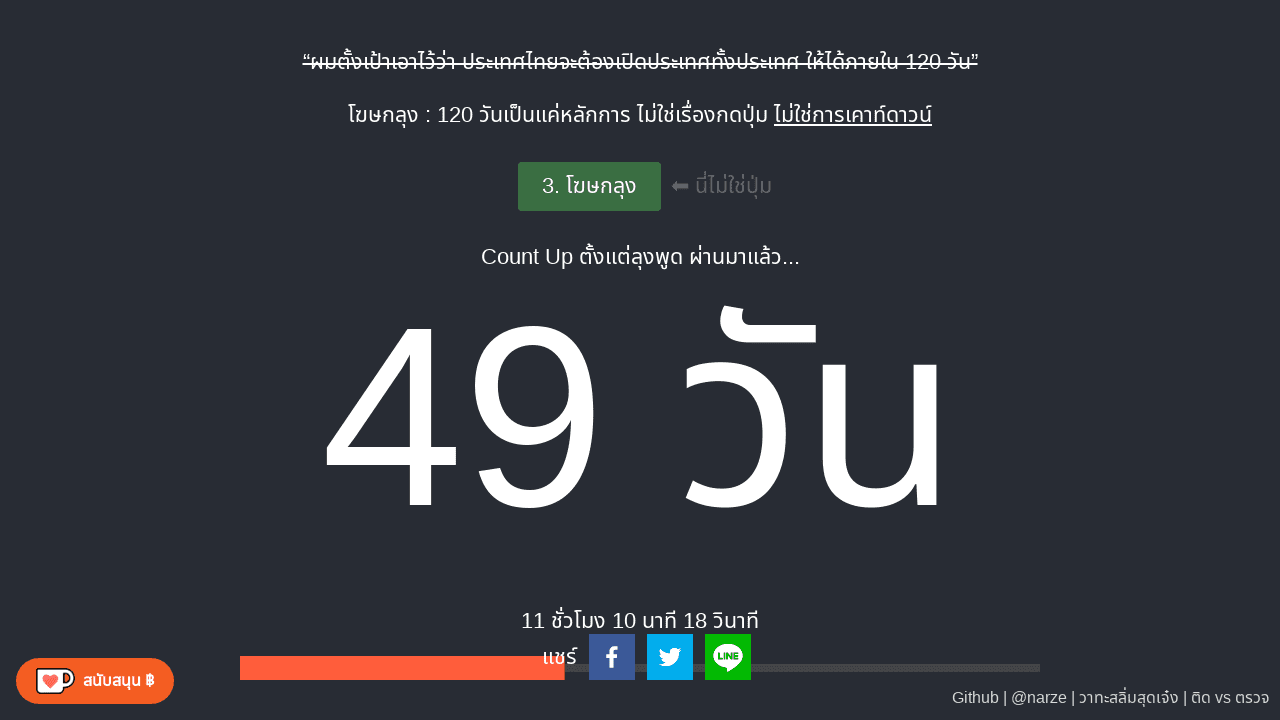 “ผมตั้งเป้าเอาไว้ว่า ประเทศไทยจะต้องเปิดประเทศทั้งประเทศ ให้ได้ภายใน 120 วัน”
โฆษกลุง : 120 วันเป็นแค่หลักการ ไม่ใช่เรื่องกดปุ่ม ไม่ใช่การเคาท์ดาวน์
3. โฆษกลุง ⬅ นี่ไม่ใช่ปุ่ม
Count Up ตั้งแต่ลุงพูด ผ่านมาแล้ว...
49 วัน
11 ชั่วโมง 10 นาที 18 วินาที
แชร์ LINE
สนับสนุน ฿
Github | @narze | วาทะสลิ่มสุดเจ๋ง | ติด vs ตรวจ